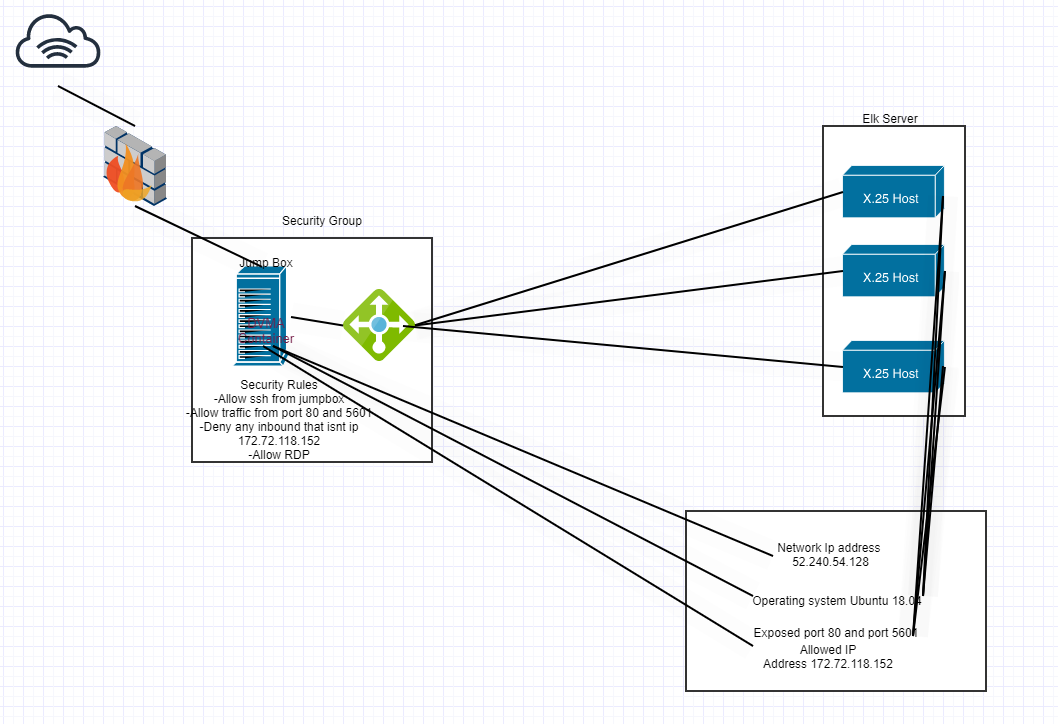 Elk Server
X.25 Host
X.25 Host
X.25 Host
Security Group
Jump Box
Container
Security Rules
-Allow ssh from jumpbox
-Allow traffic from port 80 and 5601
-Deny any inbound that isnt ip
172.72.118.152
-Allow RDP
Network Ip address
52.240.54.128
Operating system Ubuntu 18.04
Exposed port 80 and port 5601
Allowed IP
Address 172.72.118.152